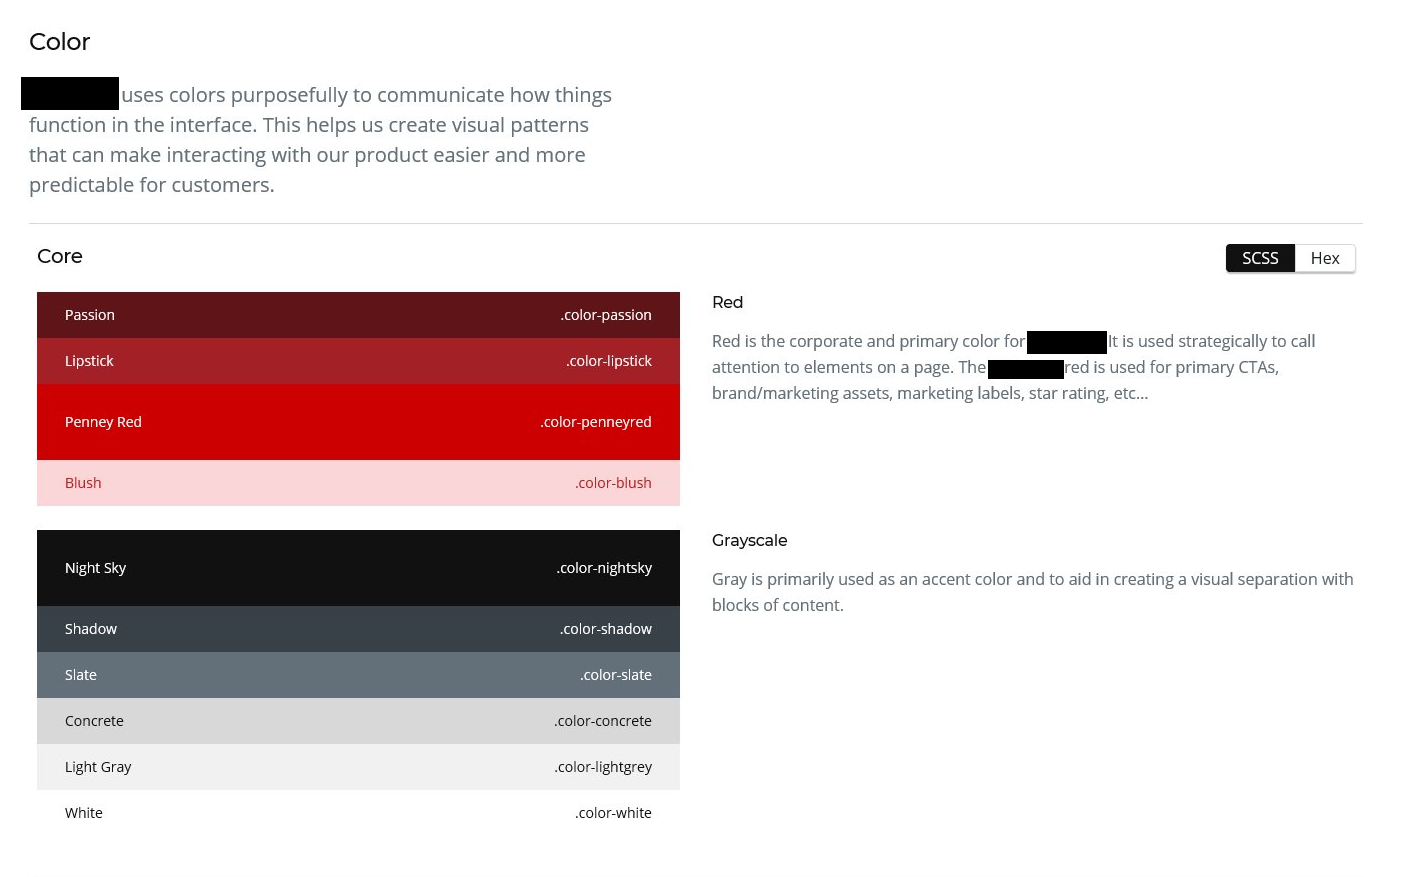 Color
uses colors purposefully to communicate how things
function in the interface. This helps us create visual patterns
that can make interacting with our product easier and more
predictable for customers.
Core
SCSS Hex
Passion .color-passion
Lipstick .color-lipstick
Penney Red .color-penneyred
Blush .color-blush
Red
Red is the corporate and primary color for It is used strategically to call
attention to elements on a page. The red is used for primary CTAs,
brand/marketing assets, marketing labels, star rating, etc...
Night Sky .color-nightsky
Shadow .color-shadow
Slate .color-slate
Concrete .color-concrete
Light Gray .color-lightgrey
White .color-white
Grayscale
Gray is primarily used as an accent color and to aid in creating a visual separation with
blocks of content.